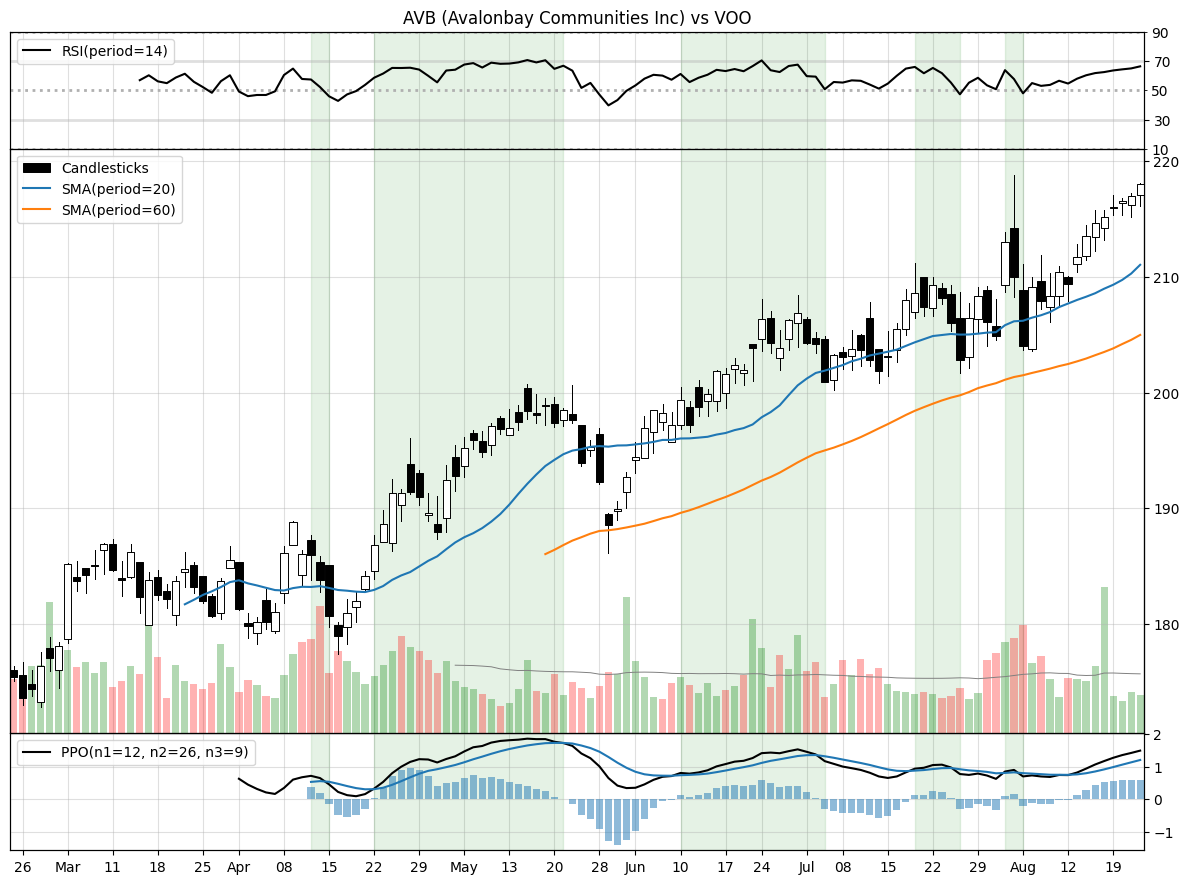 AVB (Avalonbay Communities Inc) vs VOO
RSI(period=14)
90
70
50
30
10
Candlesticks
SMA(period=20)
SMA(period=60)
220
210
200
190
180
PPO(n1=12, n2=26, n3=9)
2
1
0
−1
26 Mar 11 18 25 Apr 08 15 22 29 May 13 20 28 Jun 10 17 24 Jul 08 15 22 29 Aug 12 19